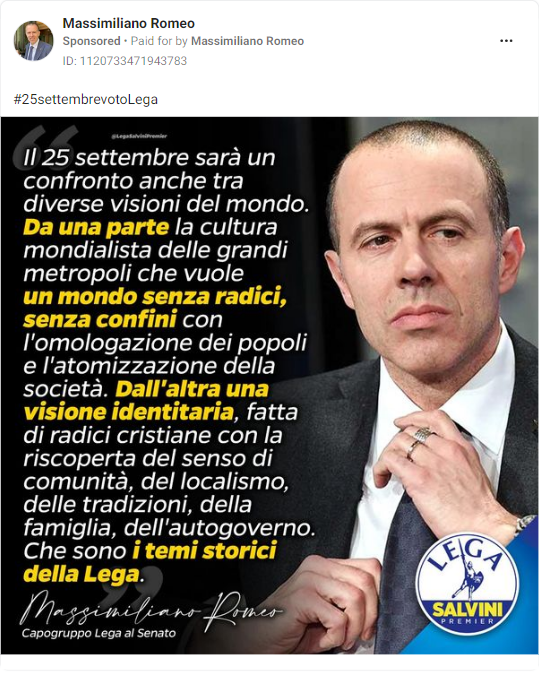 Massimiliano Romeo
Sponsored • Paid for by Massimiliano Romeo
ID: 1120733471943783
#25settembrevotoLega
@LegaSalviniPremier
Il 25 settembre sarà un
confronto anche tra
diverse visioni del mondo.
Da una parte la cultura
mondialista delle grandi
metropoli che vuole
un mondo senza radici,
senza confini con
l'omologazione dei popoli
e l'atomizzazione della
società. Dall'altra una
visione identitaria, fatta
di radici cristiane con la
riscoperta del senso di
comunità, del localismo,
delle tradizioni, della
famiglia, dell'autogoverno.
Che sono i temi storici
della Lega.
Massimiliano Romeo
Capogruppo Lega al Senato
LEGA
SALVINI
PREMIER